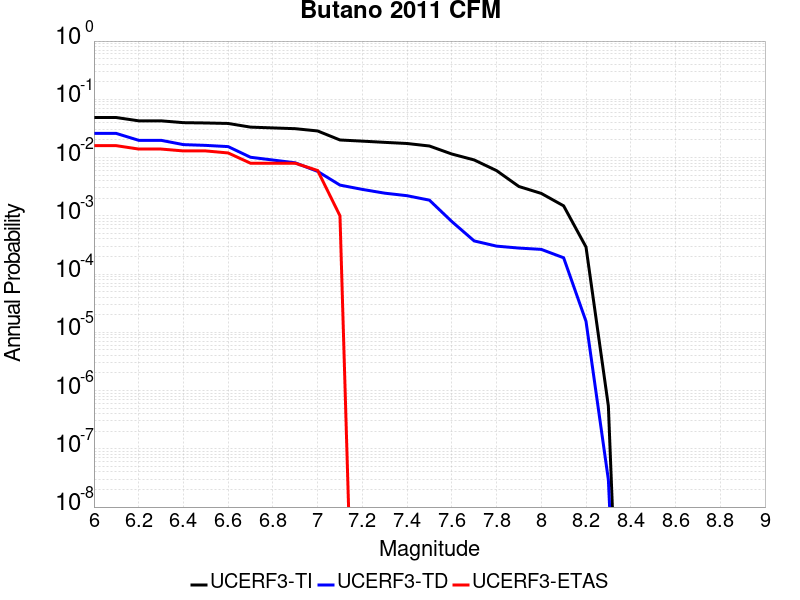 Butano 2011 CFM
10^0
10^-1
10^-2
10^-3
10^-4
10^-5
10^-6
10^-7
10^-8
Annual Probability
6 6.2 6.4 6.6 6.8 7 7.2 7.4 7.6 7.8 8 8.2 8.4 8.6 8.8 9
Magnitude
UCERF3-TI UCERF3-TD UCERF3-ETAS